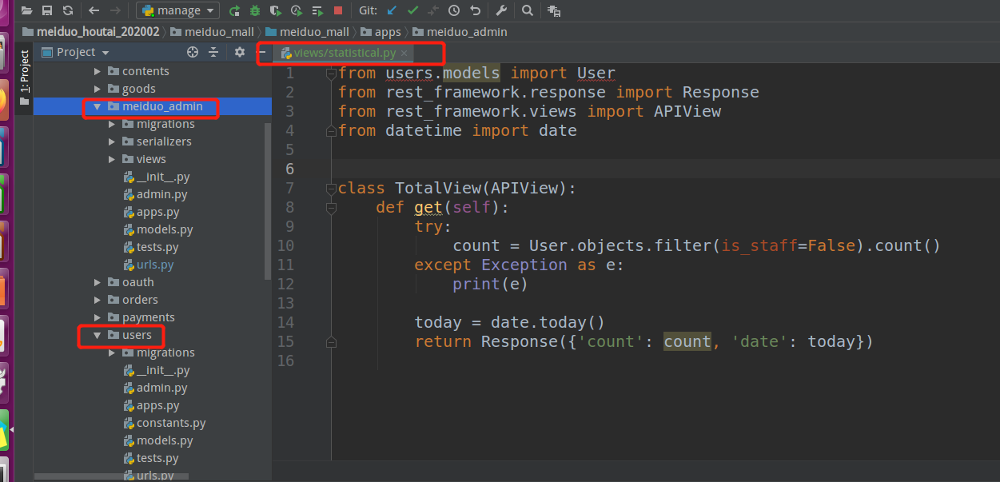 manage
Git:
meiduo_houtai_202002
meiduo_mall
meiduo_mall
apps
meiduo_admin
1: Project
Project
views/statistical.py
contents
goods
meiduo_admin
migrations
serializers
views
__init__.py
admin.py
apps.py
models.py
tests.py
urls.py
oauth
orders
payments
users
migrations
__init__.py
admin.py
apps.py
constants.py
models.py
tests.py
urls.py
1 from users.models import User
2 from rest_framework.response import Response
3 from rest_framework.views import APIView
4 from datetime import date
5
6
7 class TotalView(APIView):
8     def get(self):
9         try:
10             count = User.objects.filter(is_staff=False).count()
11         except Exception as e:
12             print(e)
13
14         today = date.today()
15         return Response({'count': count, 'date': today})
16